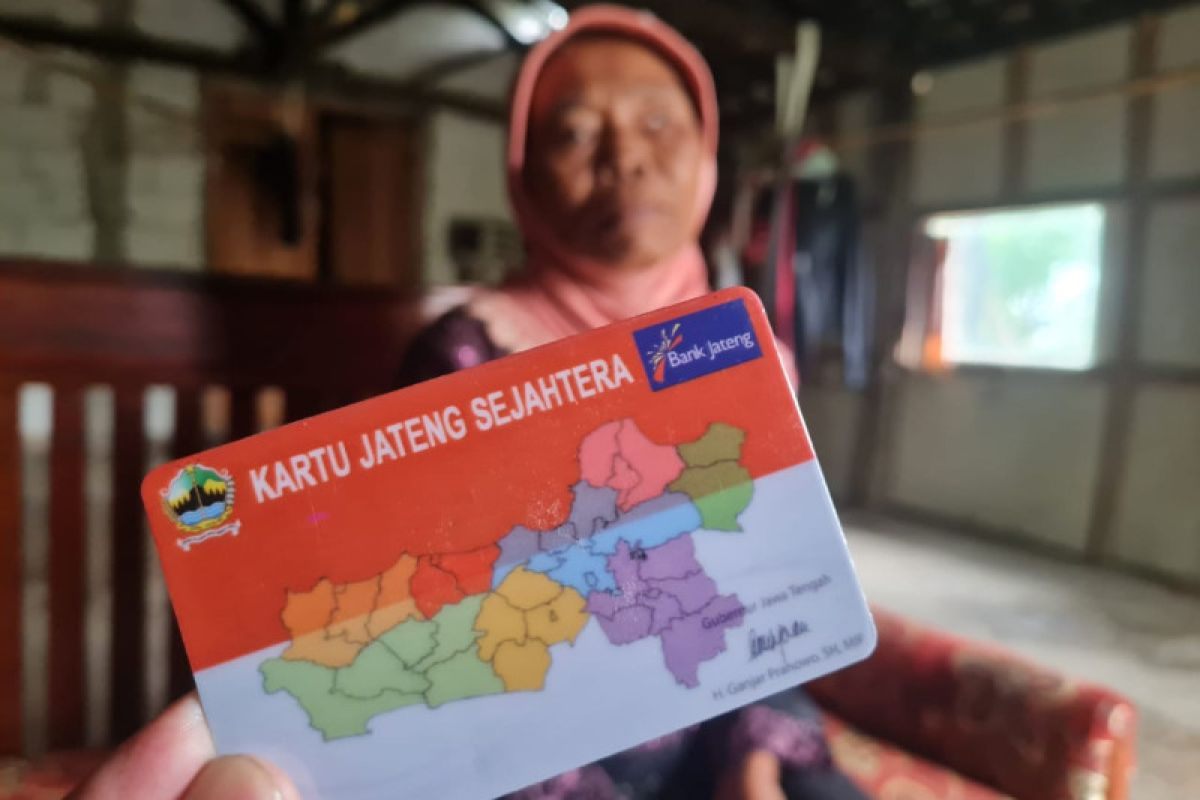 Bank Jateng
KARTU JATENG SEJAHTERA
Gubernur Jawa Tengah
H. Ganjar Pranowo. SH, MIP